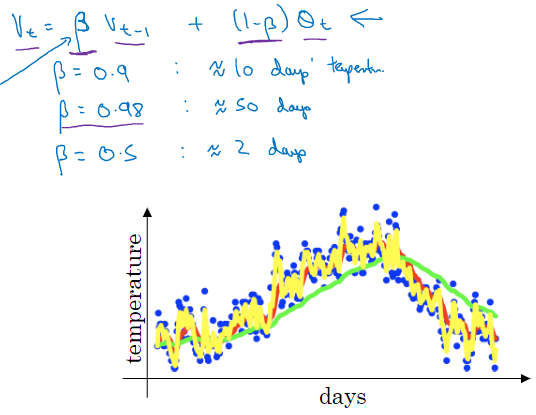 Vt = β Vt-1 + (1-β) θt ←
β = 0.9 : ≈ 10 days'
β = 0.98 : ≈ 50 days
β = 0.5 : ≈ 2 days
temperature
days